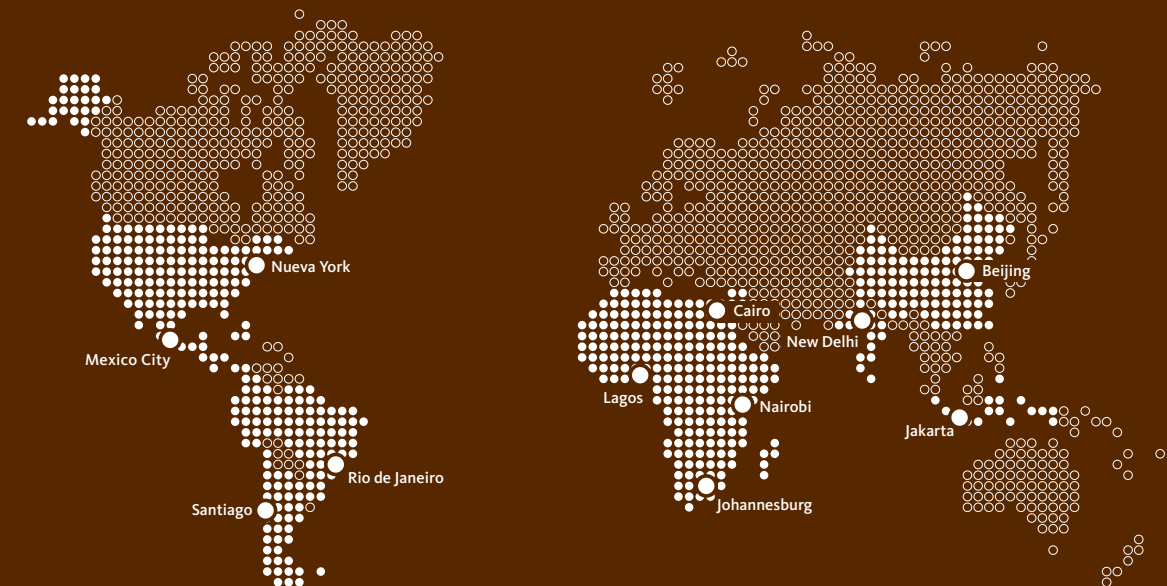 Nueva York
Beijing
Cairo
New Delhi
Mexico City
Lagos
Nairobi
Jakarta
Rio de Janeiro
Santiago
Johannesburg